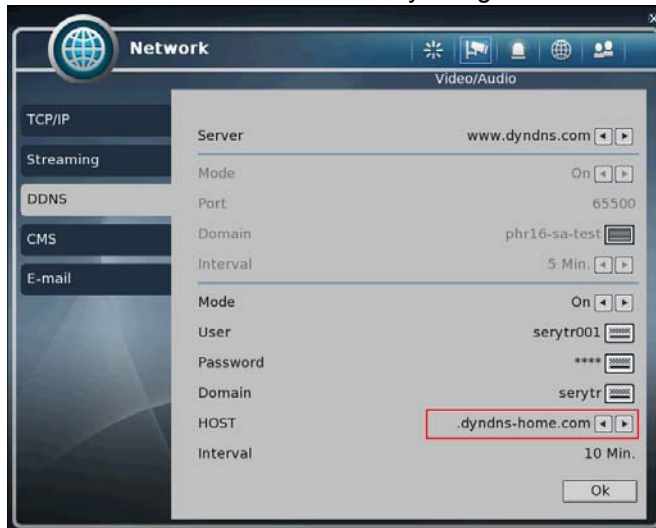 Network
Video/Audio
TCP/IP
Streaming
DDNS
CMS
E-mail
Server www.dyndns.com
Mode On
Port 65500
Domain phr16-sa-test
Interval 5 Min.
Mode On
User serytr001
Password ****
Domain serytr
HOST .dyndns-home.com
Interval 10 Min.
Ok